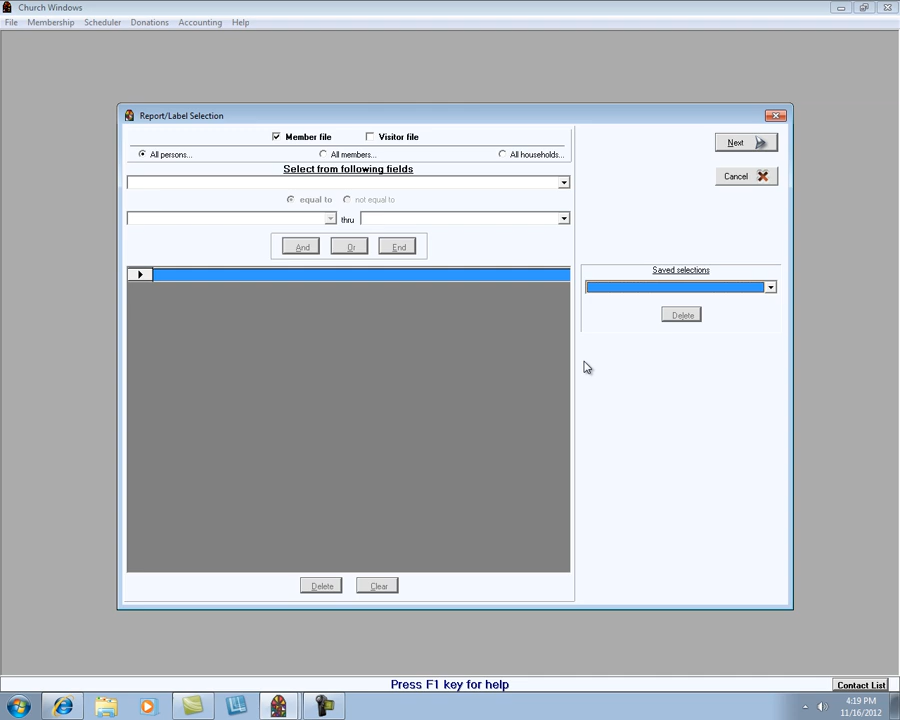 Church Windows
File Membership Scheduler Donations Accounting Help
Report/Label Selection
Member file Visitor file
All persons... All members... All households...
Select from following fields
equal to not equal to
thru
And Or End
Next
Cancel
Saved selections
Delete
Delete Clear
Press F1 key for help
Contact List
4:19 PM
11/16/2012